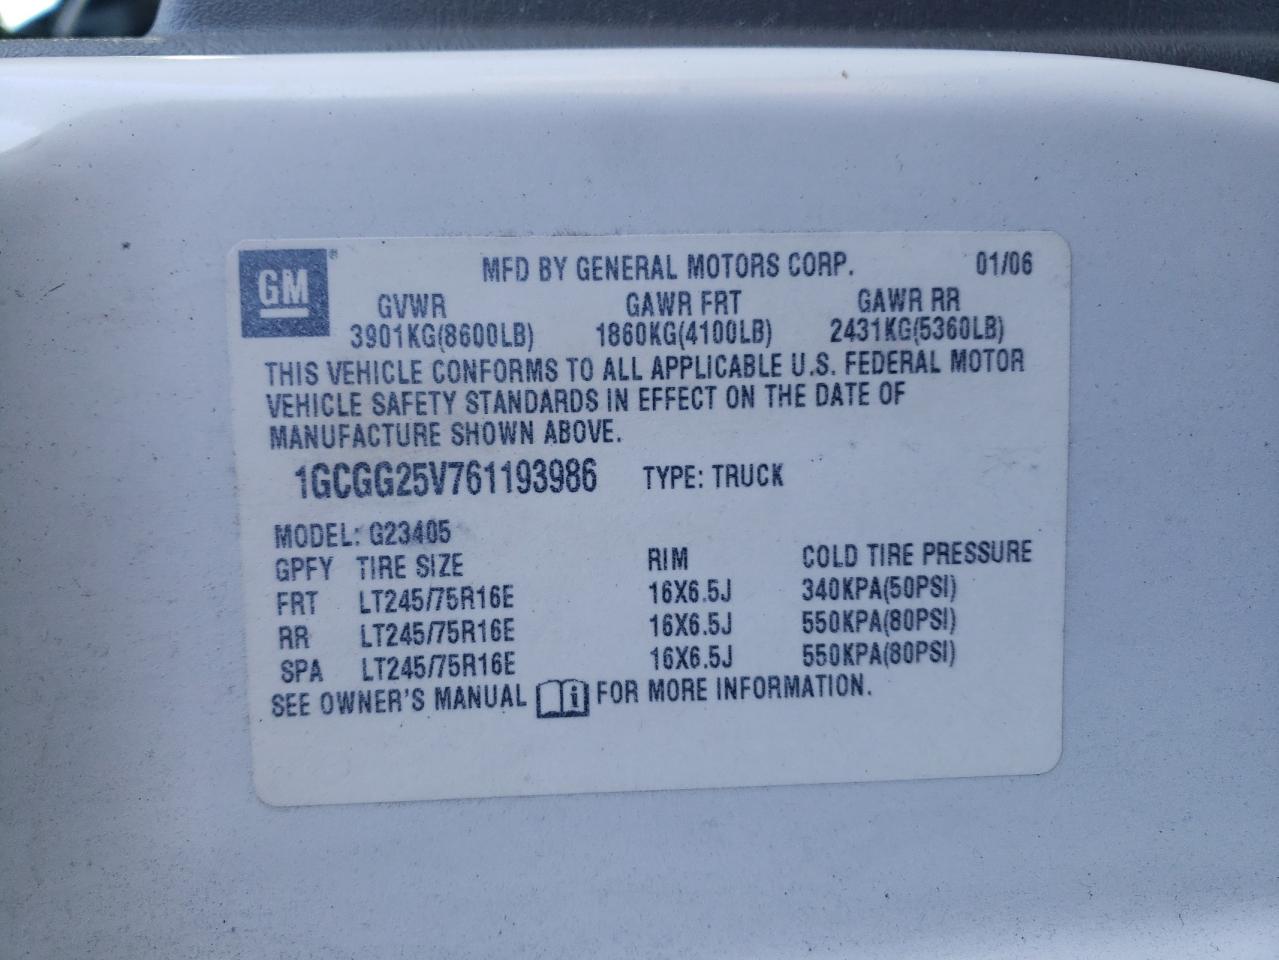 GM®
MFD BY GENERAL MOTORS CORP. 01/06
GVWR GAWR FRT GAWR RR
3901KG(8600LB) 1860KG(4100LB) 2431KG(5360LB)
THIS VEHICLE CONFORMS TO ALL APPLICABLE U.S. FEDERAL MOTOR
VEHICLE SAFETY STANDARDS IN EFFECT ON THE DATE OF
MANUFACTURE SHOWN ABOVE.
1GCGG25V761193986 TYPE: TRUCK
MODEL: G23405
GPFY TIRE SIZE RIM COLD TIRE PRESSURE
FRT LT245/75R16E 16X6.5J 340KPA(50PSI)
RR LT245/75R16E 16X6.5J 550KPA(80PSI)
SPA LT245/75R16E 16X6.5J 550KPA(80PSI)
SEE OWNER'S MANUAL i FOR MORE INFORMATION.